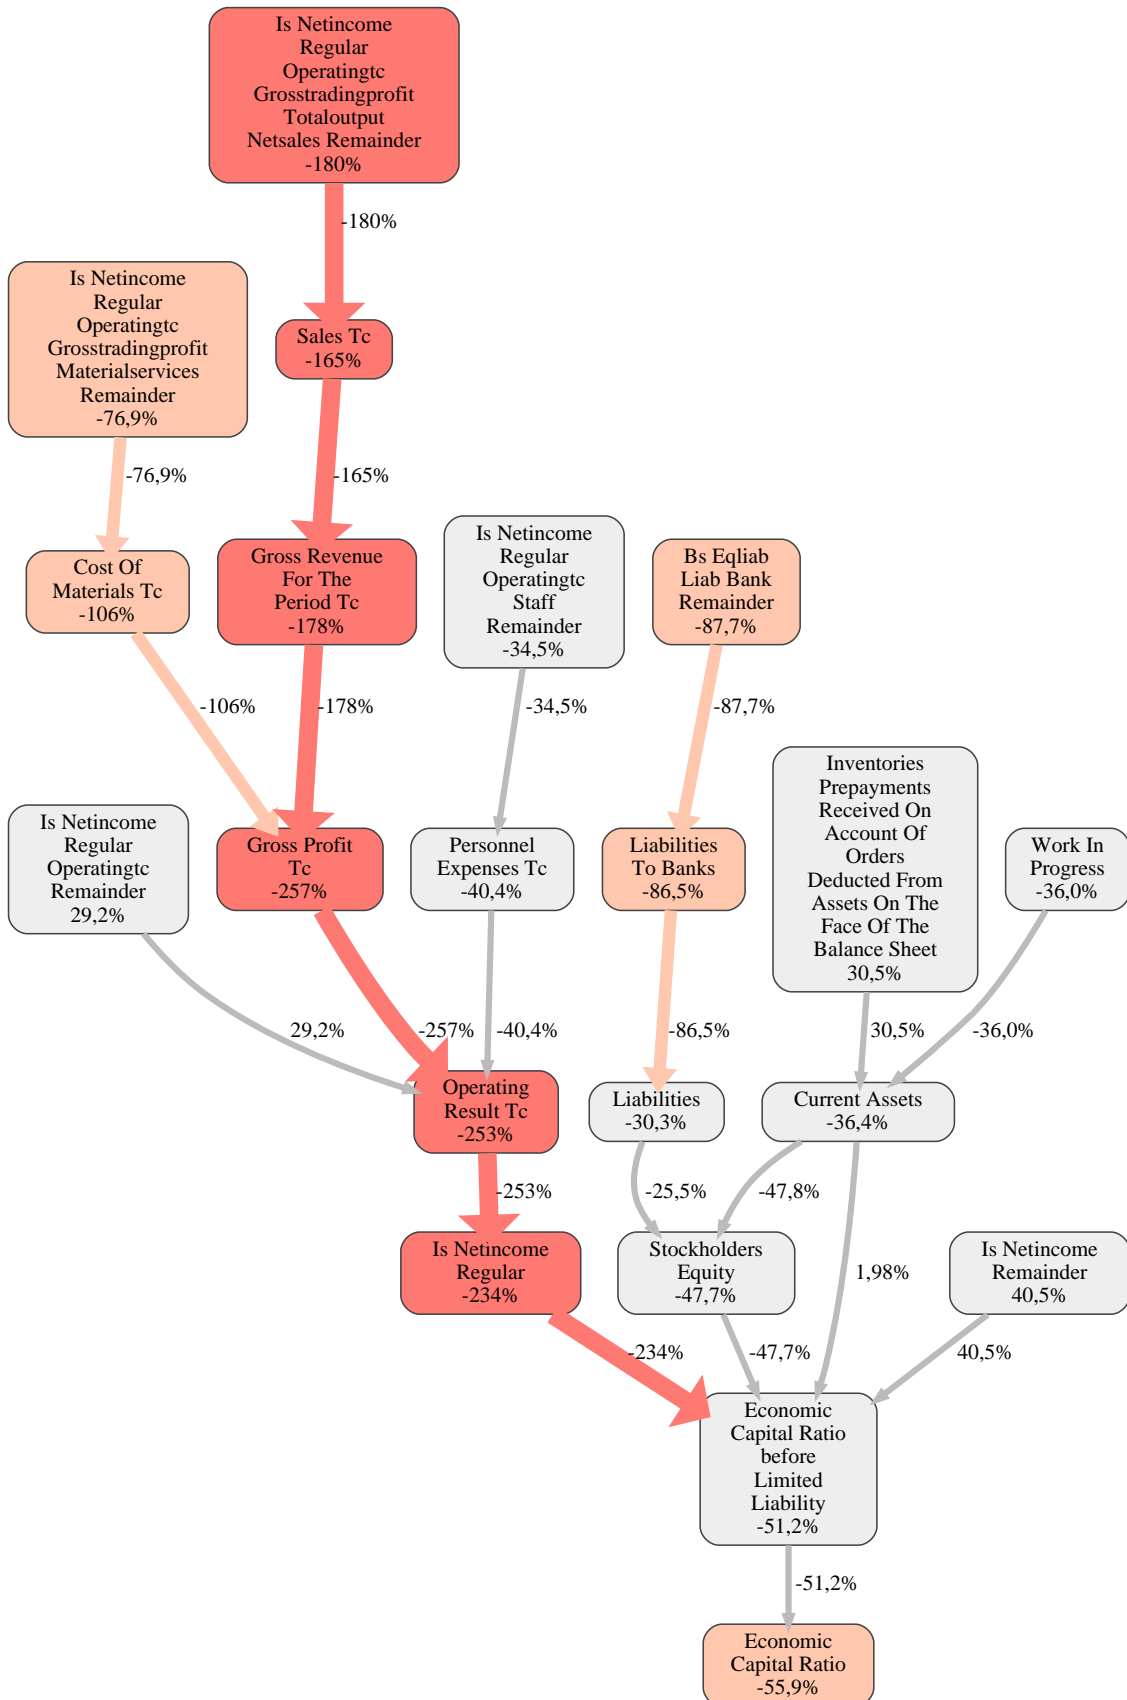 Is Netincome
Regular
Operatingtc
Grosstradingprofit
Totaloutput
Netsales Remainder
-180%
-180%
Is Netincome
Regular
Operatingtc
Grosstradingprofit
Materialservices
Remainder
-76,9%
Sales Tc
-165%
-76,9%
-165%
Cost Of
Materials Tc
-106%
Gross Revenue
For The
Period Tc
-178%
Is Netincome
Regular
Operatingtc
Staff
Remainder
-34,5%
Bs Eqliab
Liab Bank
Remainder
-87,7%
-106%
-178%
-34,5%
-87,7%
Is Netincome
Regular
Operatingtc
Remainder
29,2%
Gross Profit
Tc
-257%
Personnel
Expenses Tc
-40,4%
Liabilities
To Banks
-86,5%
Inventories
Prepayments
Received On
Account Of
Orders
Deducted From
Assets On The
Face Of The
Balance Sheet
30,5%
Work In
Progress
-36,0%
29,2%
-257%
-40,4%
-86,5%
30,5%
-36,0%
Operating
Result Tc
-253%
Liabilities
-30,3%
Current Assets
-36,4%
-253%
-25,5%
-47,8%
1,98%
Is Netincome
Regular
-234%
Stockholders
Equity
-47,7%
Is Netincome
Remainder
40,5%
-234%
-47,7%
40,5%
Economic
Capital Ratio
before
Limited
Liability
-51,2%
-51,2%
Economic
Capital Ratio
-55,9%